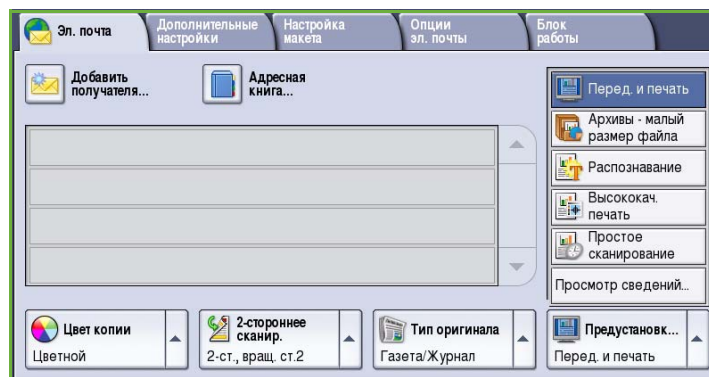 Эл. почта
Дополнительные
настройки
Настройка
макета
Опции
эл. почты
Блок
работы
Добавить
получателя...
Адресная
книга...
Перед. и печать
Архивы - малый
размер файла
Распознавание
Высококач.
печать
Простое
сканирование
Просмотр сведений...
Цвет копии
Цветной
2-стороннее
сканир.
2-ст., вращ. ст.2
Тип оригинала
Газета/Журнал
Предустановк...
Перед. и печать